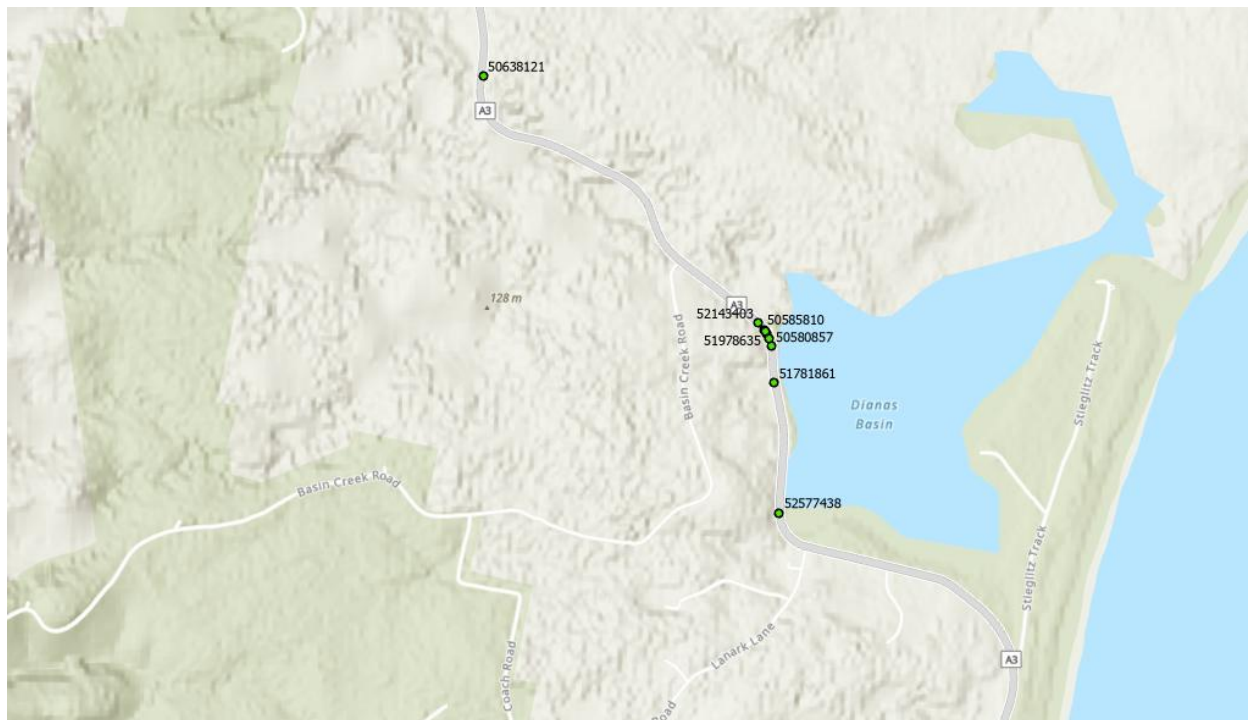 50638121
A3
128 m
A3
52143403
50585810
51978635
50580857
51781861
Basin Creek Road
Dianas
Basin
Stieglitz Track
Basin Creek Road
52577438
Stieglitz Track
Lanark Lane
Coach Road
A3
Road